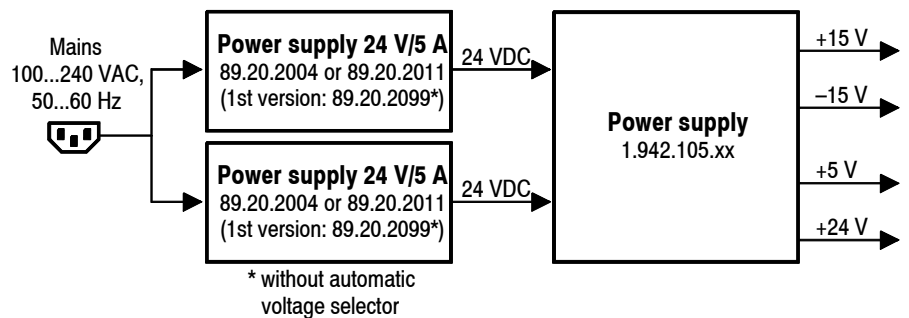 Mains
100...240 VAC,
50...60 Hz
Power supply 24 V/5 A
89.20.2004 or 89.20.2011
(1st version: 89.20.2099*)
24 VDC
Power supply 24 V/5 A
89.20.2004 or 89.20.2011
(1st version: 89.20.2099*)
24 VDC
* without automatic
voltage selector
Power supply
1.942.105.xx
+15 V
–15 V
+5 V
+24 V